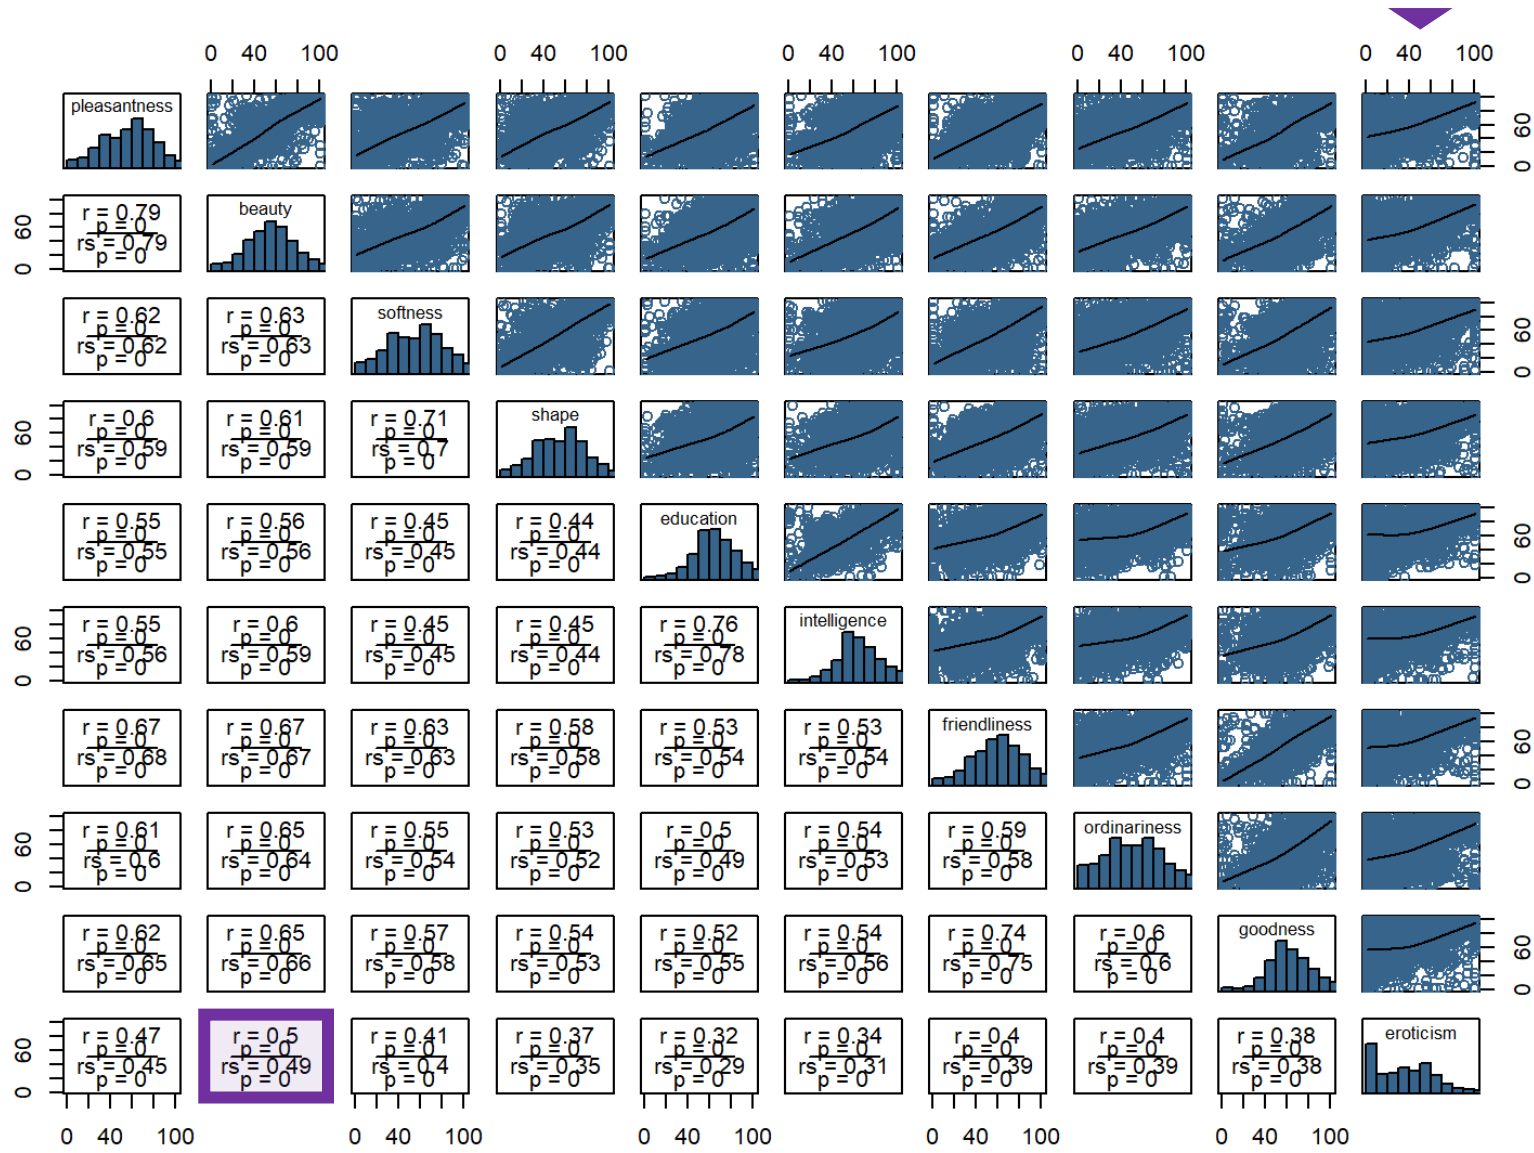 0 40 100 0 40 100 0 40 100 0 40 100 0 40 100
pleasantness
0 60
r = 0.79
p = 0
rs = 0.79
p = 0
beauty
0 60
r = 0.62
p = 0
rs = 0.62
p = 0
r = 0.63
p = 0
rs = 0.63
p = 0
softness
0 60
r = 0.6
p = 0
rs = 0.59
p = 0
r = 0.61
p = 0
rs = 0.59
p = 0
r = 0.71
p = 0
rs = 0.7
p = 0
shape
0 60
r = 0.55
p = 0
rs = 0.55
p = 0
r = 0.56
p = 0
rs = 0.56
p = 0
r = 0.45
p = 0
rs = 0.45
p = 0
r = 0.44
p = 0
rs = 0.44
p = 0
education
0 60
r = 0.55
p = 0
rs = 0.56
p = 0
r = 0.6
p = 0
rs = 0.59
p = 0
r = 0.45
p = 0
rs = 0.45
p = 0
r = 0.45
p = 0
rs = 0.44
p = 0
r = 0.76
p = 0
rs = 0.78
p = 0
intelligence
0 60
r = 0.67
p = 0
rs = 0.68
p = 0
r = 0.67
p = 0
rs = 0.67
p = 0
r = 0.63
p = 0
rs = 0.63
p = 0
r = 0.58
p = 0
rs = 0.58
p = 0
r = 0.53
p = 0
rs = 0.54
p = 0
r = 0.53
p = 0
rs = 0.54
p = 0
friendliness
0 60
r = 0.61
p = 0
rs = 0.6
p = 0
r = 0.65
p = 0
rs = 0.64
p = 0
r = 0.55
p = 0
rs = 0.54
p = 0
r = 0.53
p = 0
rs = 0.52
p = 0
r = 0.5
p = 0
rs = 0.49
p = 0
r = 0.54
p = 0
rs = 0.53
p = 0
r = 0.59
p = 0
rs = 0.58
p = 0
ordinariness
0 60
r = 0.62
p = 0
rs = 0.65
p = 0
r = 0.65
p = 0
rs = 0.66
p = 0
r = 0.57
p = 0
rs = 0.58
p = 0
r = 0.54
p = 0
rs = 0.53
p = 0
r = 0.52
p = 0
rs = 0.55
p = 0
r = 0.54
p = 0
rs = 0.56
p = 0
r = 0.74
p = 0
rs = 0.75
p = 0
r = 0.6
p = 0
rs = 0.6
p = 0
goodness
0 60
r = 0.47
p = 0
rs = 0.45
p = 0
r = 0.5
p = 0
rs = 0.49
p = 0
r = 0.41
p = 0
rs = 0.4
p = 0
r = 0.37
p = 0
rs = 0.35
p = 0
r = 0.32
p = 0
rs = 0.29
p = 0
r = 0.34
p = 0
rs = 0.31
p = 0
r = 0.4
p = 0
rs = 0.39
p = 0
r = 0.4
p = 0
rs = 0.39
p = 0
r = 0.38
p = 0
rs = 0.38
p = 0
eroticism
0 60
0 40 100 0 40 100 0 40 100 0 40 100 0 40 100